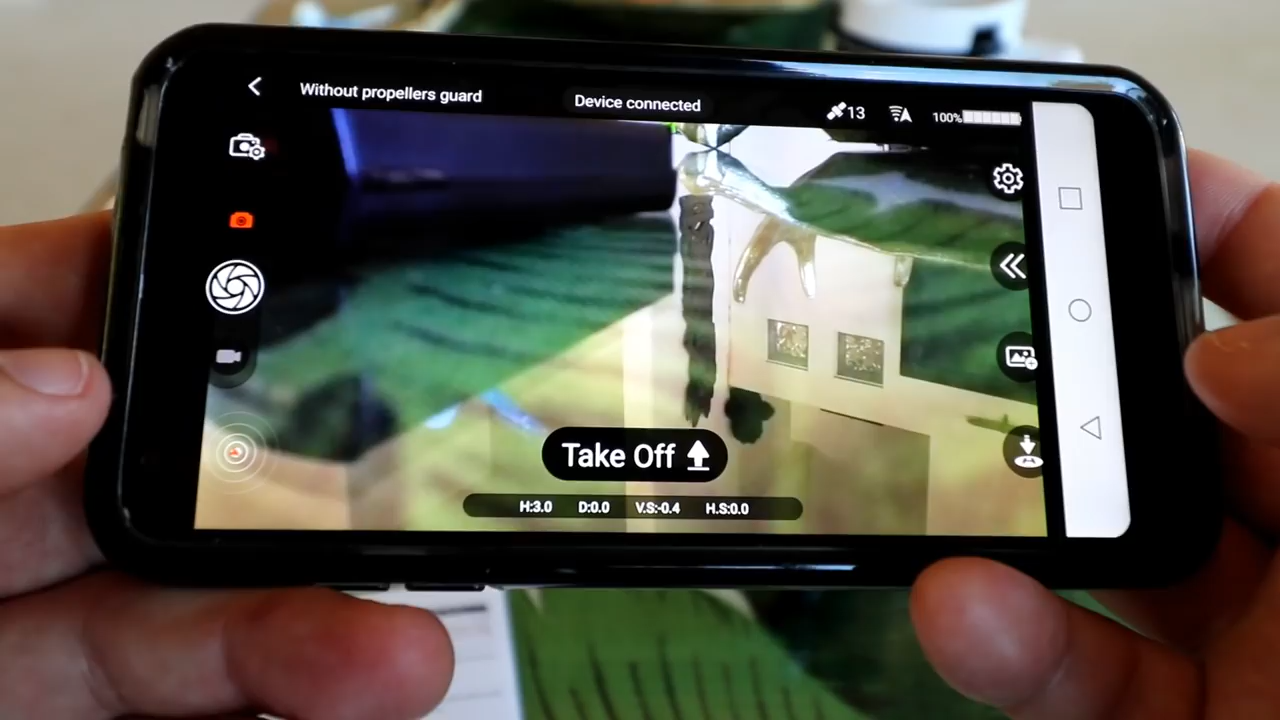 Without propellers guard
Device connected
13
100%
Take Off
H:3.0 D:0.0 V.S:-0.4 H.S:0.0